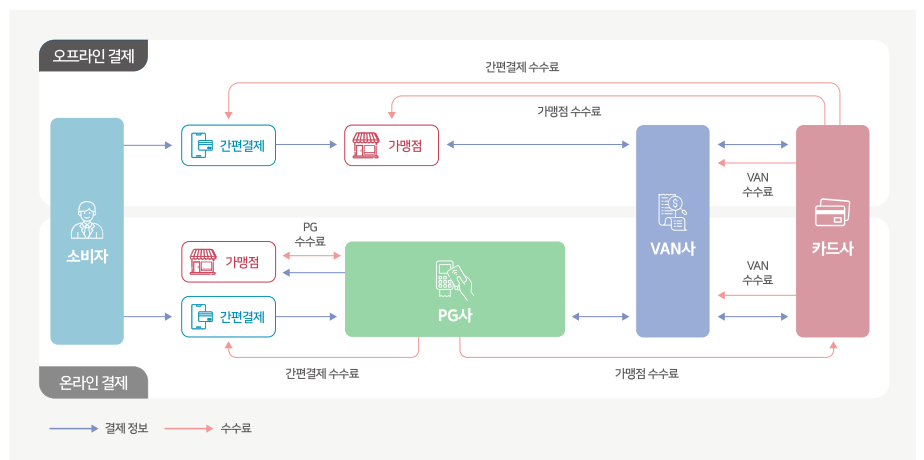 오프라인 결제
간편결제 수수료
가맹점 수수료
간편결제
가맹점
VAN
수수료
소비자
PG
수수료
가맹점
PG사
VAN사
카드사
VAN
수수료
간편결제
간편결제 수수료
가맹점 수수료
온라인 결제
결제 정보
수수료